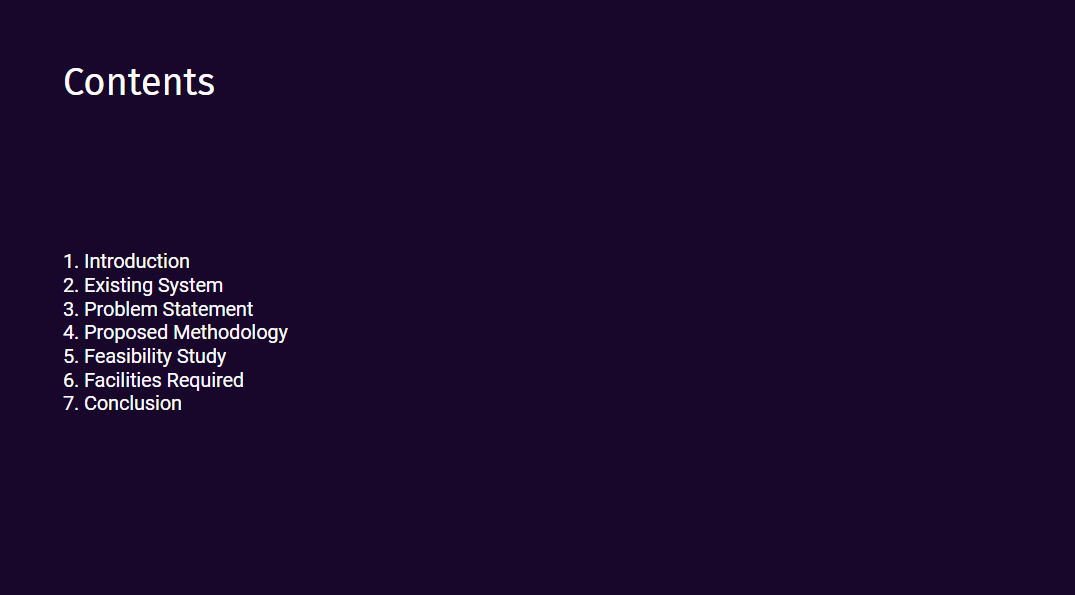 Contents
1. Introduction
2. Existing System
3. Problem Statement
4. Proposed Methodology
5. Feasibility Study
6. Facilities Required
7. Conclusion